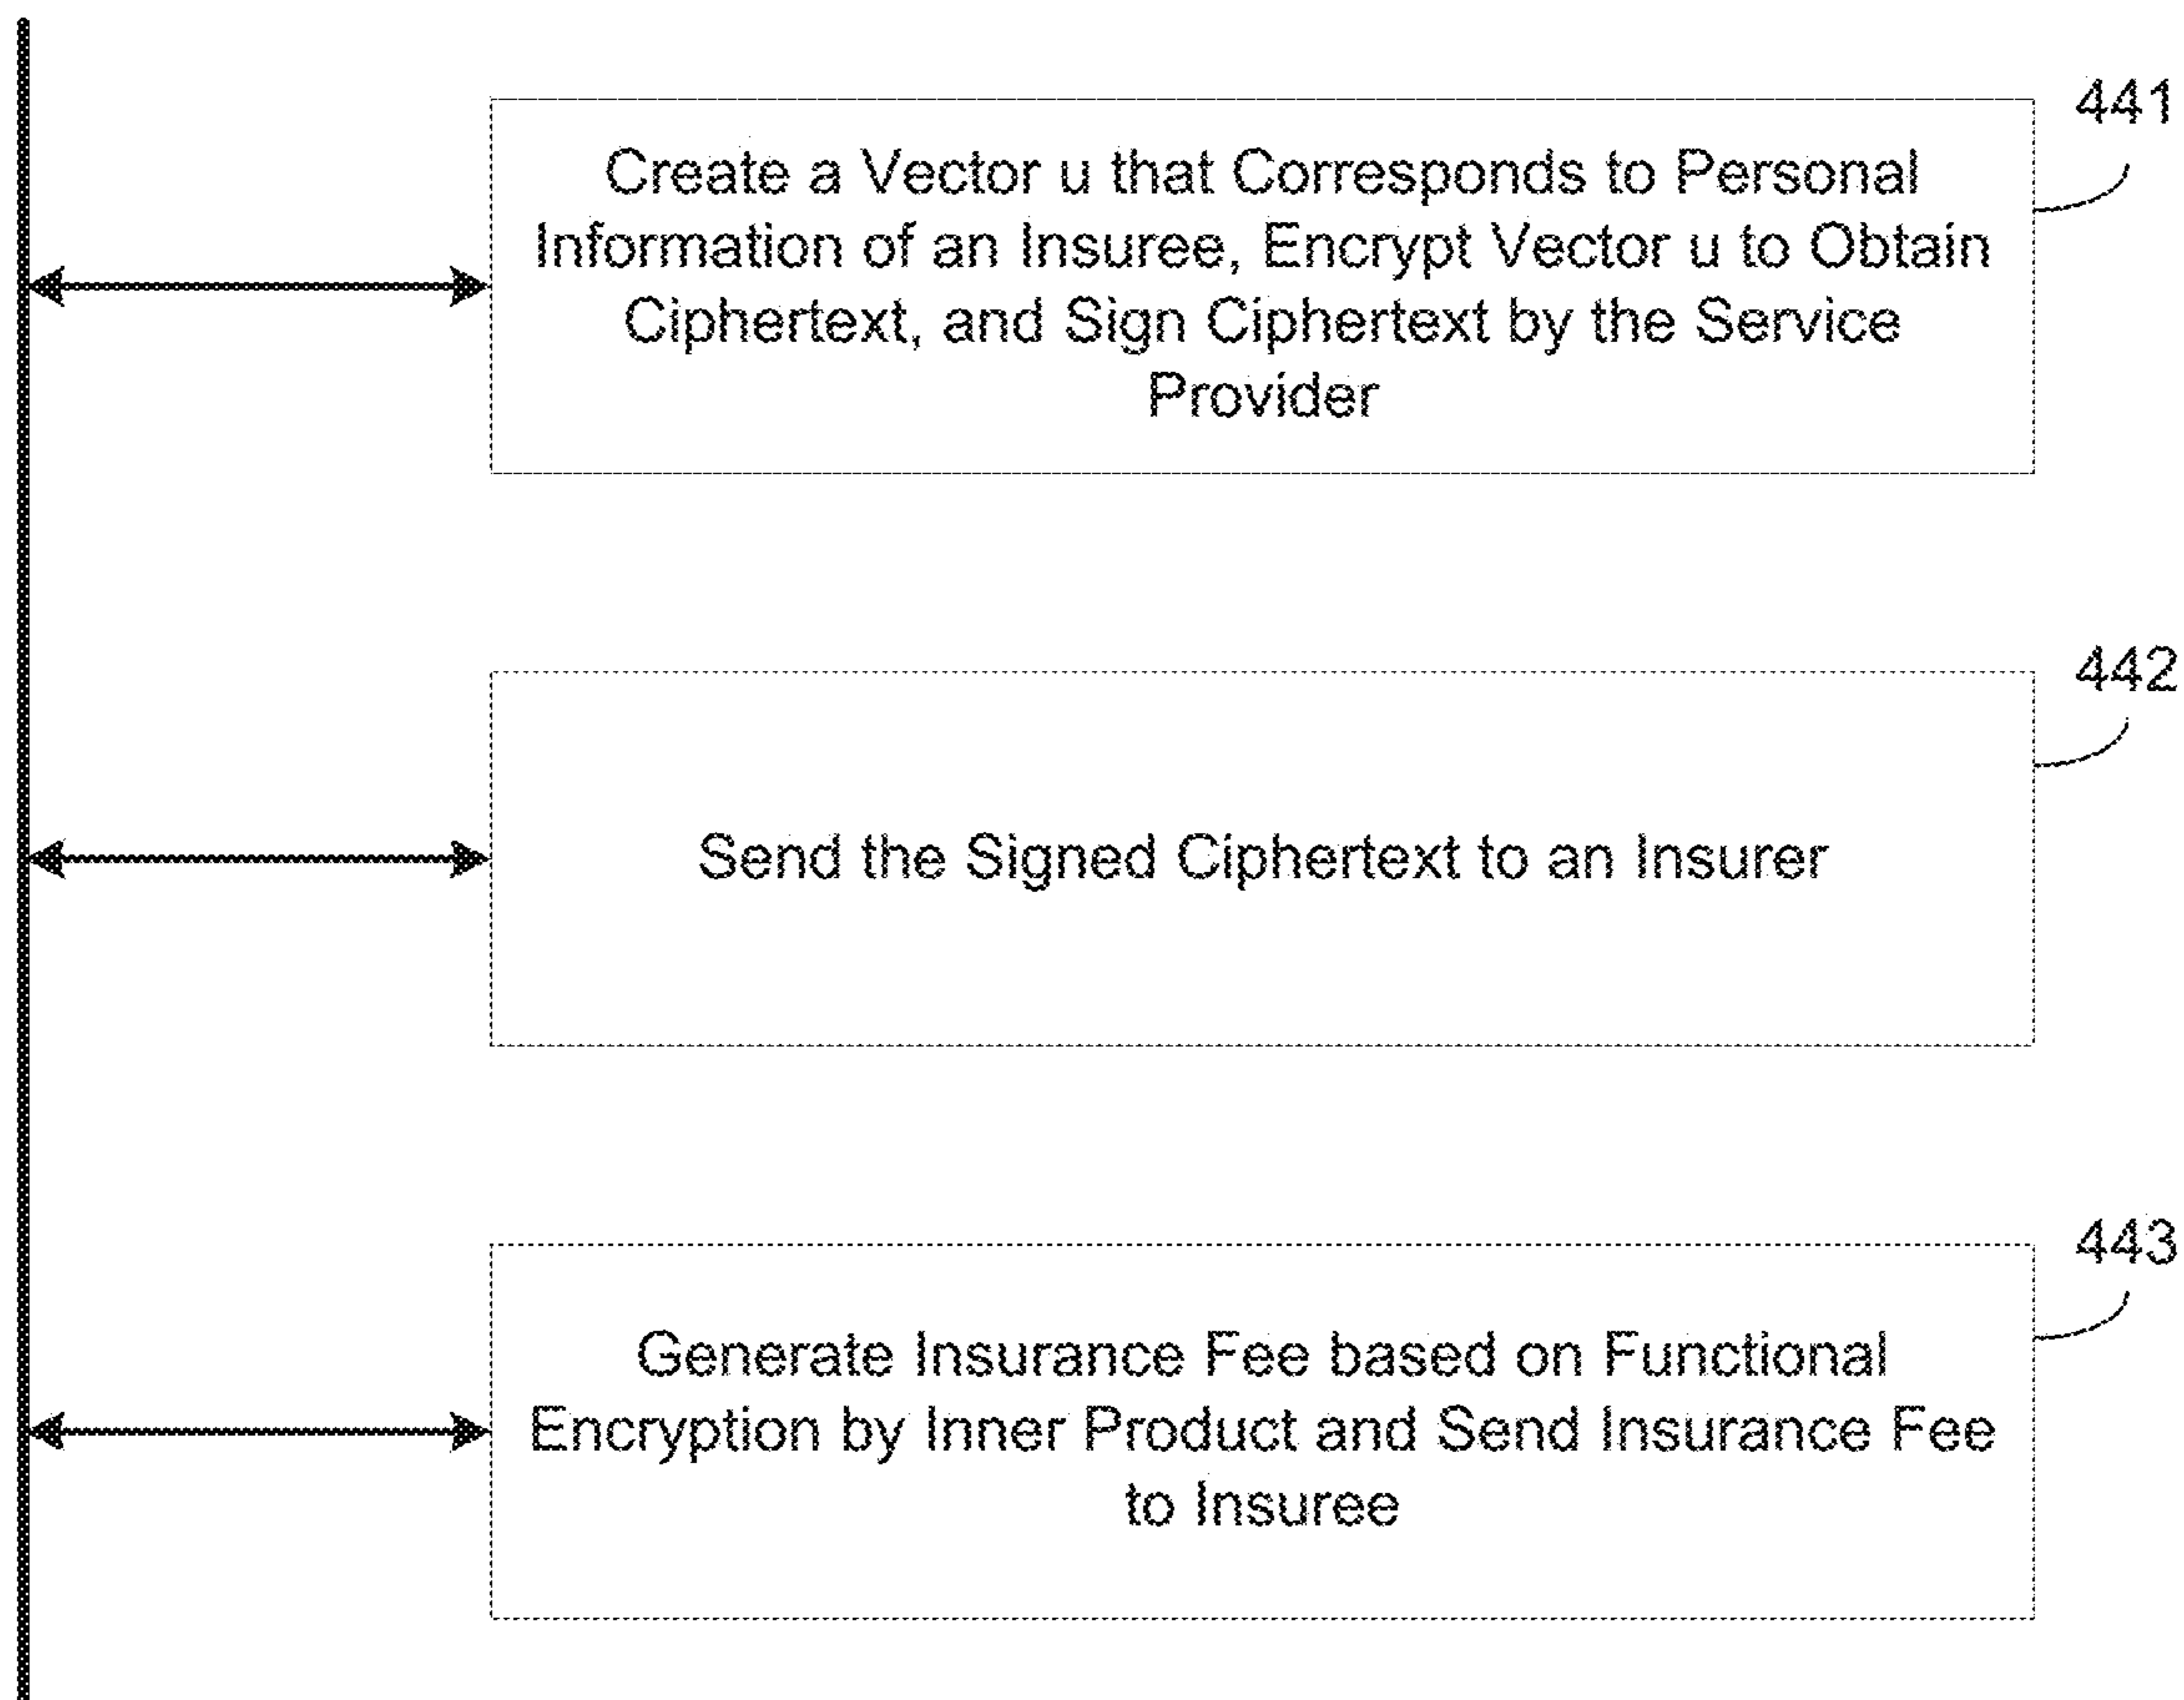 441
Create a Vector u that Corresponds to Personal
Information of an Insuree, Encrypt Vector u to Obtain
Ciphertext, and Sign Ciphertext by the Service
Provider
442
Send the Signed Ciphertext to an Insurer
443
Generate Insurance Fee based on Functional
Encryption by Inner Product and Send Insurance Fee
to Insuree